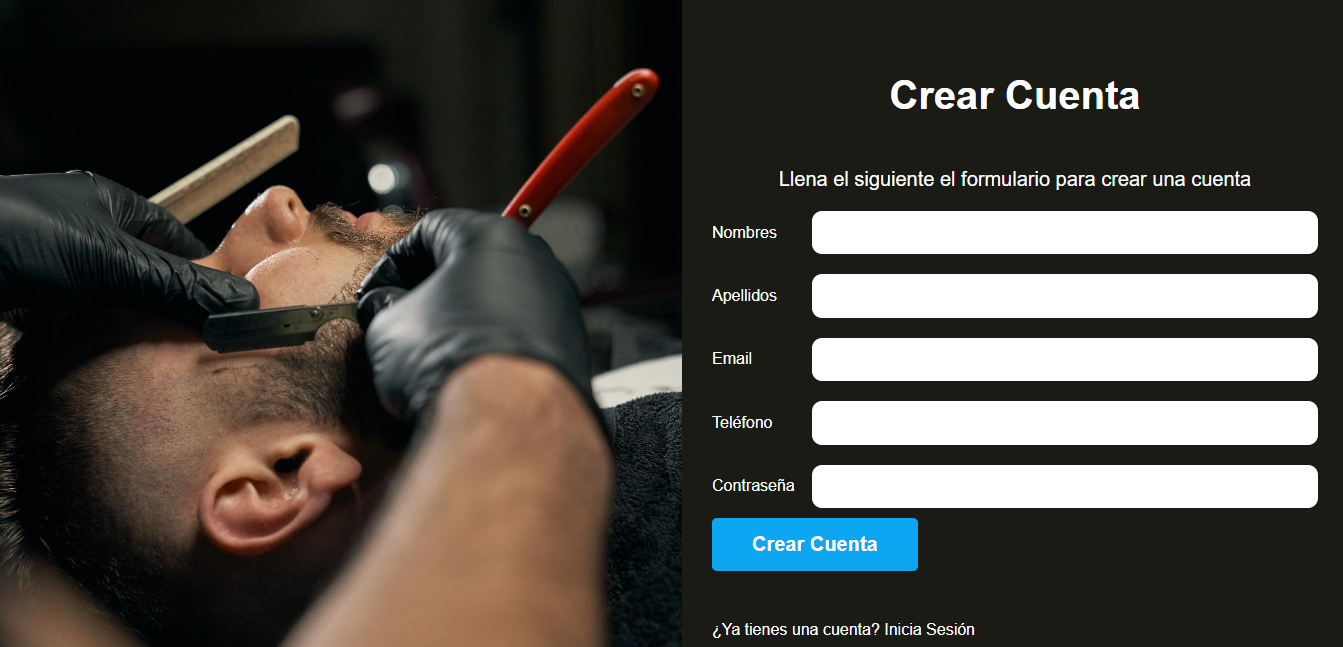 Crear Cuenta
Llena el siguiente el formulario para crear una cuenta
Nombres
Apellidos
Email
Teléfono
Contraseña
Crear Cuenta
¿Ya tienes una cuenta? Inicia Sesión